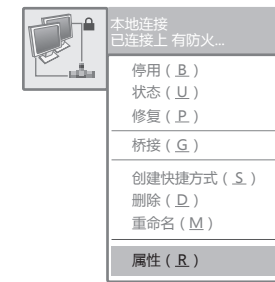 本地连接
已连接上 有防火...
停用（B）
状态（U）
修复（P）
桥接（G）
创建快捷方式（S）
删除（D）
重命名（M）
属性（R）